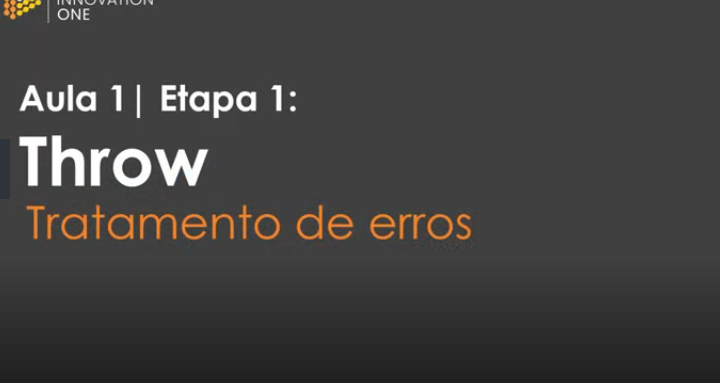 INNOVATION
ONE
Aula 1| Etapa 1:
Throw
Tratamento de erros